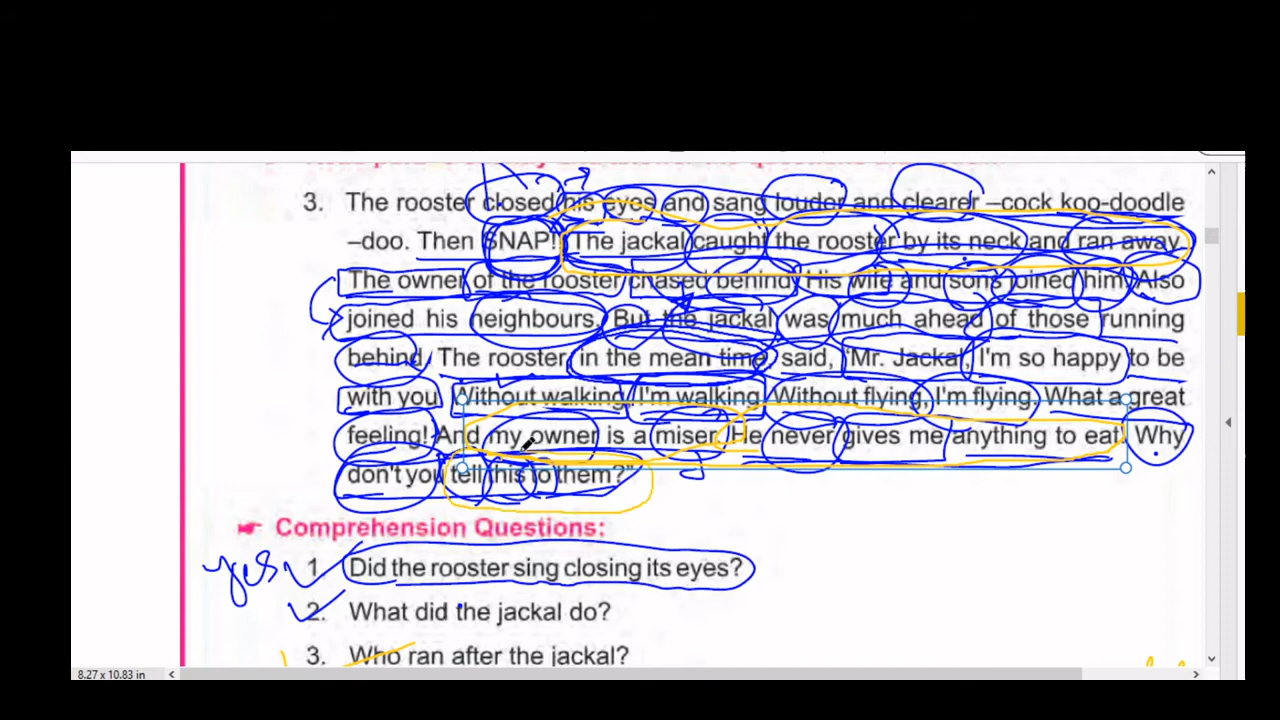 3. The rooster closed his eyes and sang louder and clearer –cock koo-doodle
–doo. Then SNAP! The jackal caught the rooster by its neck and ran away.
The owner of the rooster chased behind. His wife and sons joined him. Also
joined his neighbours. But the jackal was much ahead of those running
behind. The rooster, in the mean time, said, "Mr. Jackal, I'm so happy to be
with you. Without walking, I'm walking. Without flying, I'm flying. What a great
feeling! And my owner is a miser. He never gives me anything to eat. Why
don't you tell this to them?"
Comprehension Questions:
yes 1. Did the rooster sing closing its eyes?
2. What did the jackal do?
3. Who ran after the jackal?
8.27 x 10.83 in